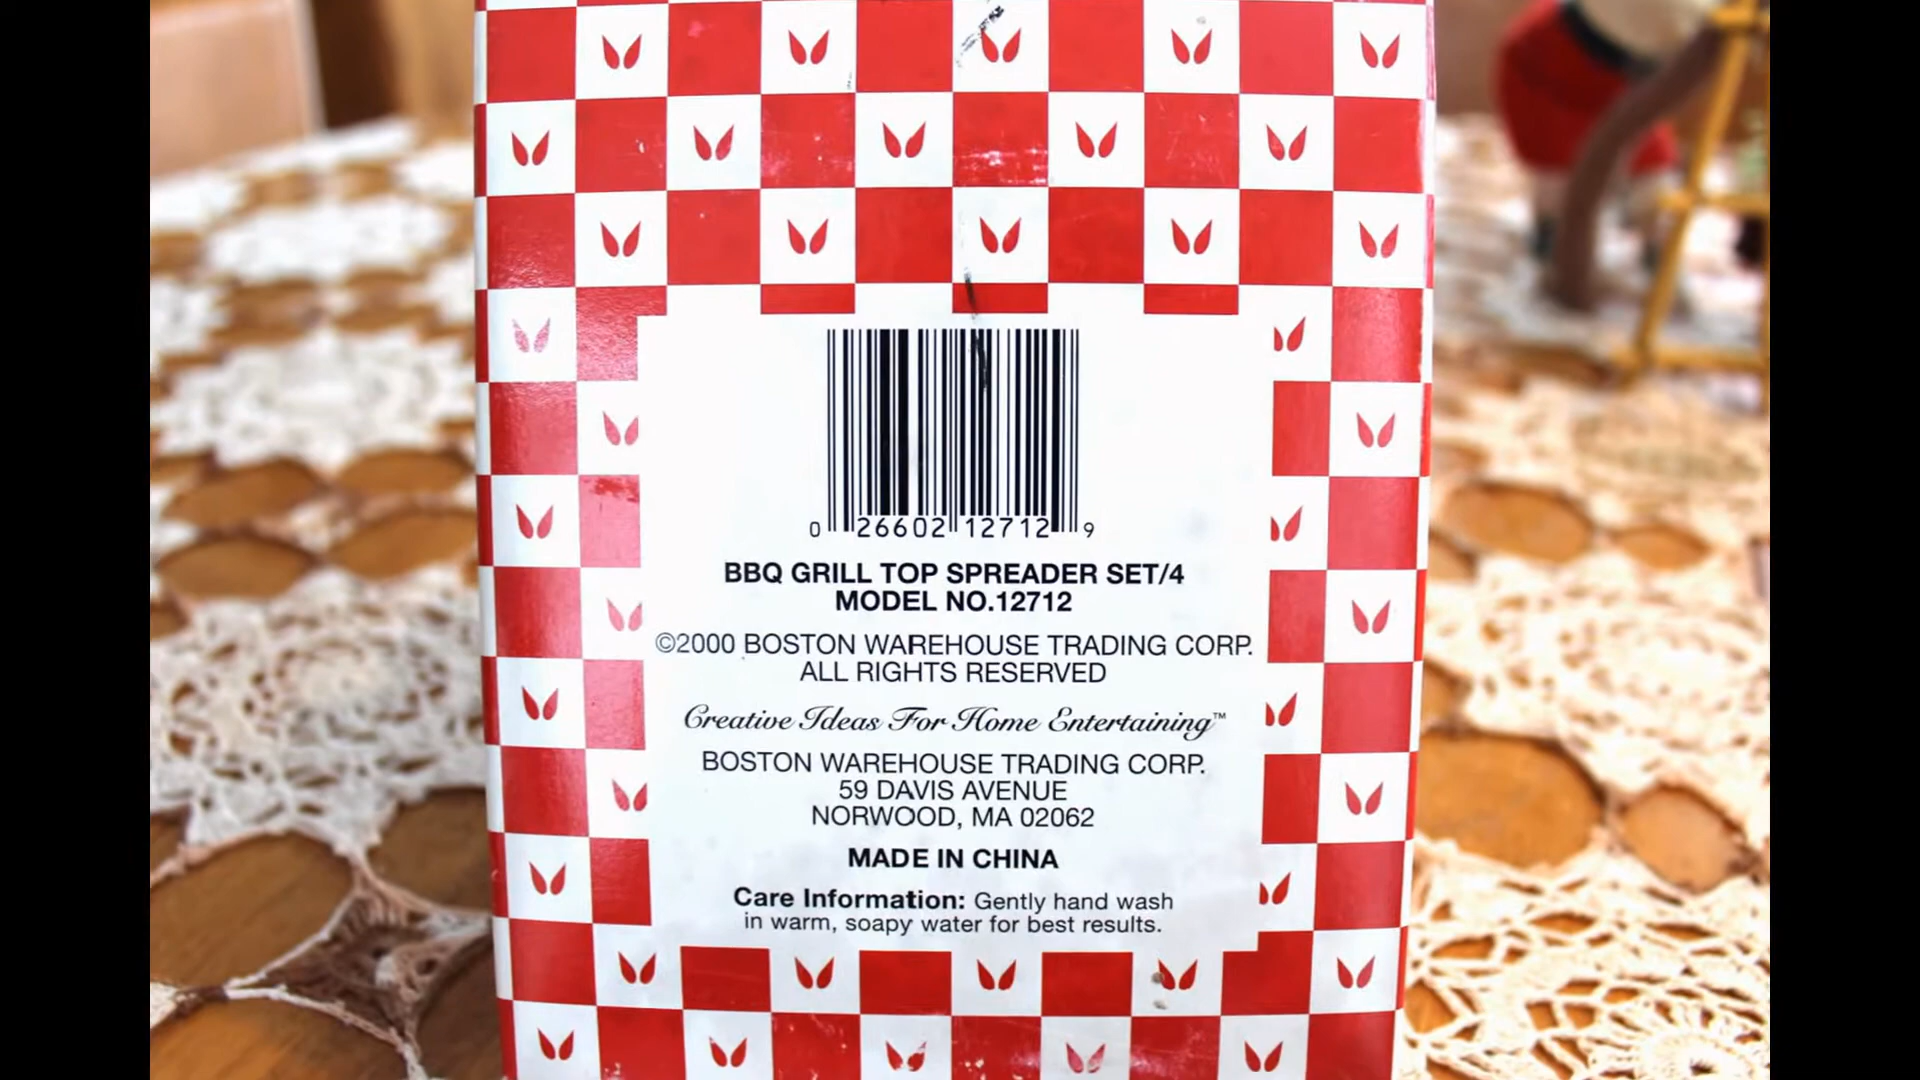 0 26602 12712 9
BBQ GRILL TOP SPREADER SET/4
MODEL NO.12712
©2000 BOSTON WAREHOUSE TRADING CORP.
ALL RIGHTS RESERVED
Creative Ideas For Home Entertaining™
BOSTON WAREHOUSE TRADING CORP.
59 DAVIS AVENUE
NORWOOD, MA 02062
MADE IN CHINA
Care Information: Gently hand wash
in warm, soapy water for best results.